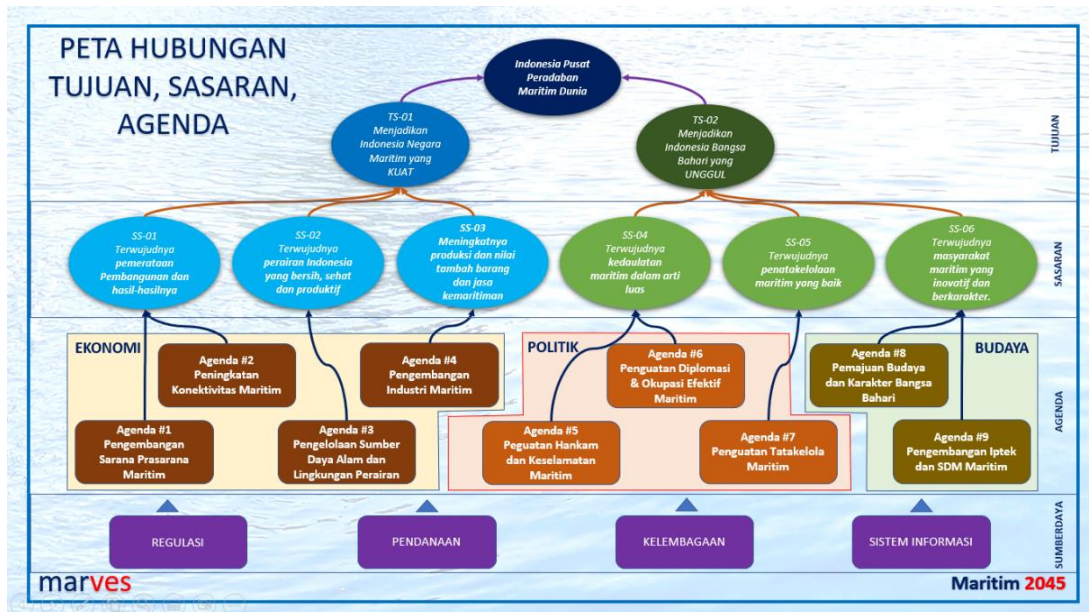 PETA HUBUNGAN
TUJUAN, SASARAN,
AGENDA
Indonesia Pusat
Peradaban
Maritim Dunia
TS-01
Menjadikan
Indonesia Negara
Maritim yang
KUAT
TS-02
Menjadikan
Indonesia Bangsa
Bahari yang
UNGGUL
TUJUAN
SS-01
Terwujudnya
pemerataan
Pembangunan dan
hasil-hasilnya
SS-02
Terwujudnya
perairan Indonesia
yang bersih, sehat
dan produktif
SS-03
Meningkatnya
produksi dan nilai
tambah barang
dan jasa
kemaritiman
SS-04
Terwujudnya
kedaulatan
maritim dalam arti
luas
SS-05
Terwujudnya
penatakelolaan
maritim yang baik
SS-06
Terwujudnya
masyarakat
maritim yang
inovatif dan
berkarakter.
SASARAN
EKONOMI
Agenda #2
Peningkatan
Konektivitas Maritim
Agenda #4
Pengembangan
Industri Maritim
Agenda #1
Pengembangan
Sarana Prasarana
Maritim
Agenda #3
Pengelolaan Sumber
Daya Alam dan
Lingkungan Perairan
POLITIK
Agenda #6
Penguatan Diplomasi
& Okupasi Efektif
Maritim
Agenda #5
Peguatan Hankam
dan Keselamatan
Maritim
Agenda #7
Penguatan Tatakelola
Maritim
BUDAYA
Agenda #8
Pemajuan Budaya
dan Karakter Bangsa
Bahari
Agenda #9
Pengembangan Iptek
dan SDM Maritim
AGENDA
REGULASI
PENDANAAN
KELEMBAGAAN
SISTEM INFORMASI
SUMBERDAYA
marves
Maritim 2045